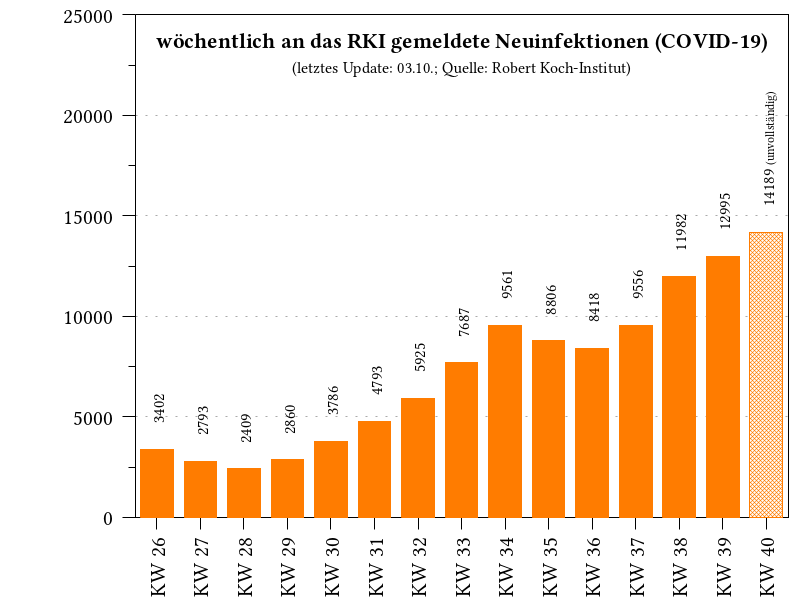 wöchentlich an das RKI gemeldete Neuinfektionen (COVID-19)
(letztes Update: 03.10.; Quelle: Robert Koch-Institut)
25000
20000
15000
10000
5000
0
3402
2793
2409
2860
3786
4793
5925
7687
9561
8806
8418
9556
11982
12995
14189 (unvollständig)
KW 26
KW 27
KW 28
KW 29
KW 30
KW 31
KW 32
KW 33
KW 34
KW 35
KW 36
KW 37
KW 38
KW 39
KW 40